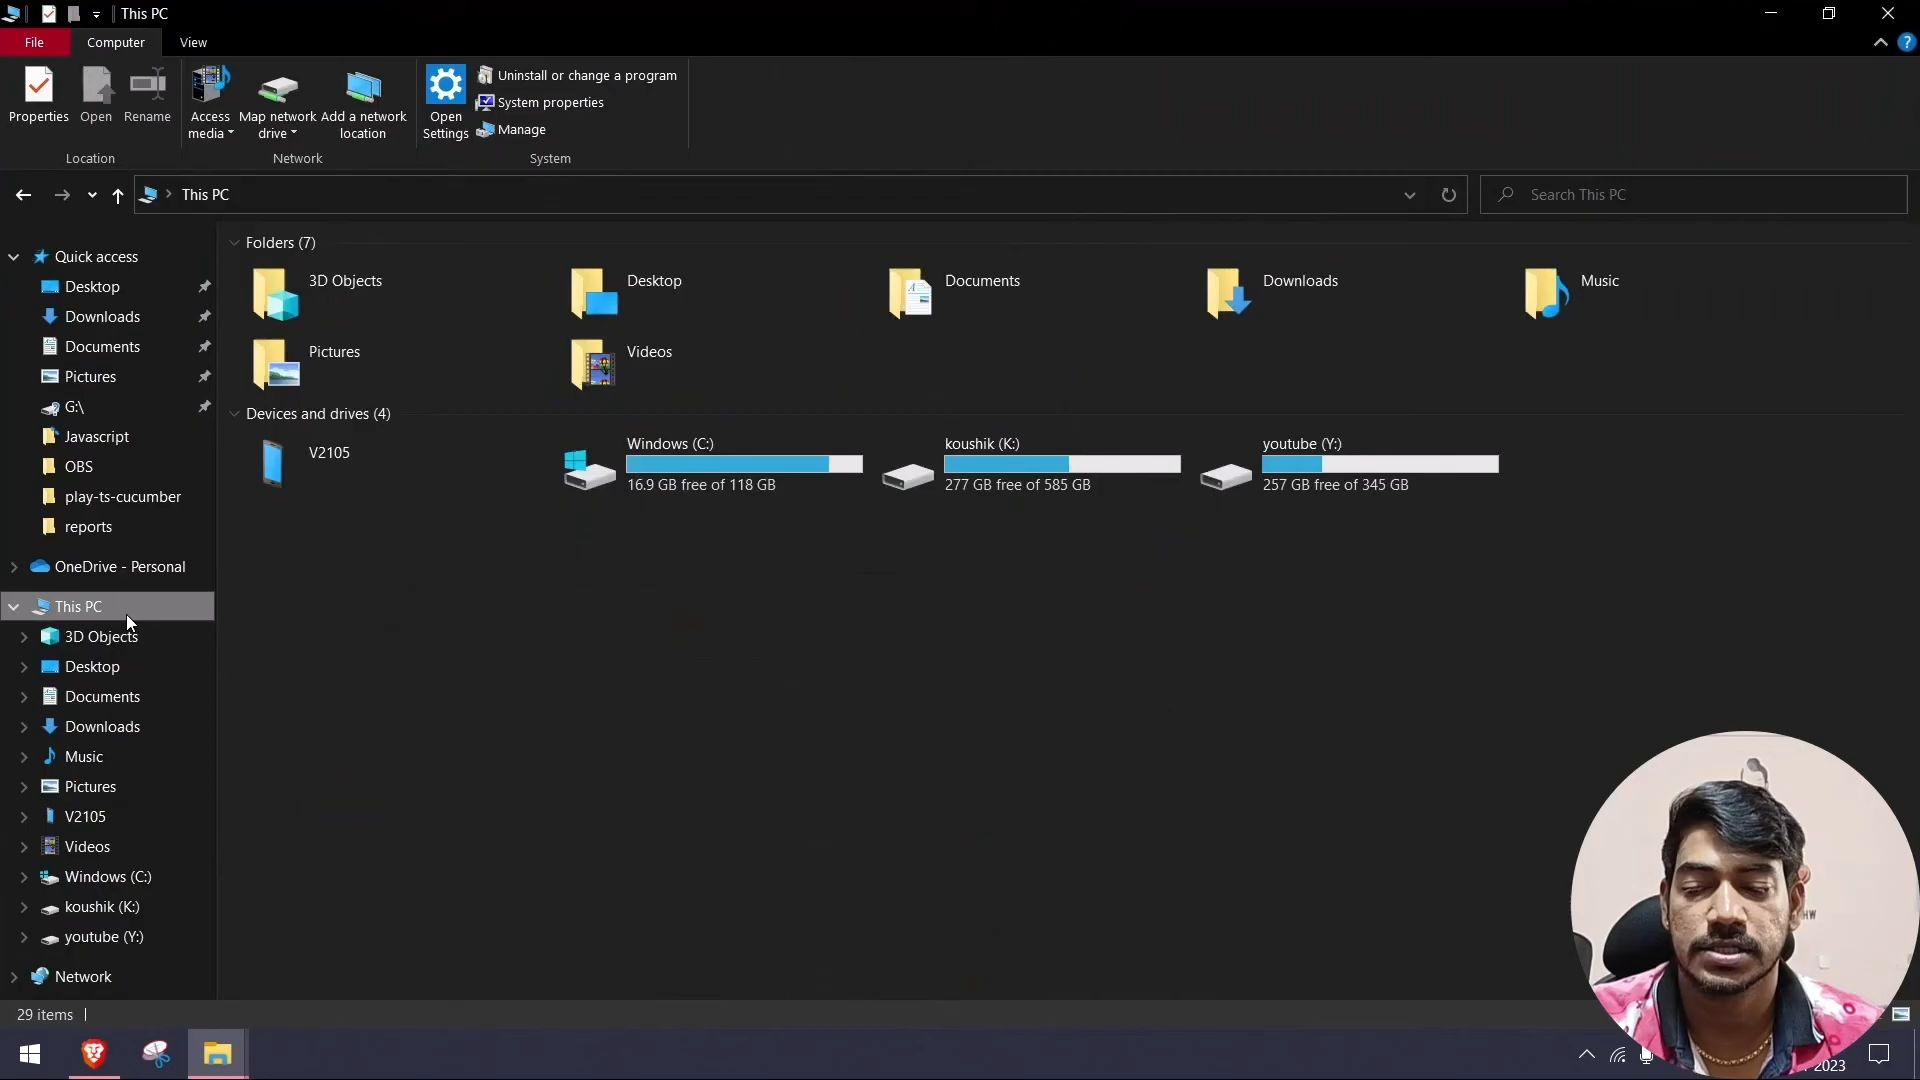 This PC
File
Computer
View
Properties
Open
Rename
Access
media
Map network
drive
Add a network
location
Open
Settings
Uninstall or change a program
System properties
Manage
Location
Network
System
This PC
Search This PC
Quick access
Desktop
Downloads
Documents
Pictures
G:\
Javascript
OBS
play-ts-cucumber
reports
OneDrive - Personal
This PC
3D Objects
Desktop
Documents
Downloads
Music
Pictures
V2105
Videos
Windows (C:)
koushik (K:)
youtube (Y:)
Network
Folders (7)
3D Objects
Desktop
Documents
Downloads
Music
Pictures
Videos
Devices and drives (4)
V2105
Windows (C:)
16.9 GB free of 118 GB
koushik (K:)
277 GB free of 585 GB
youtube (Y:)
257 GB free of 345 GB
29 items
2023